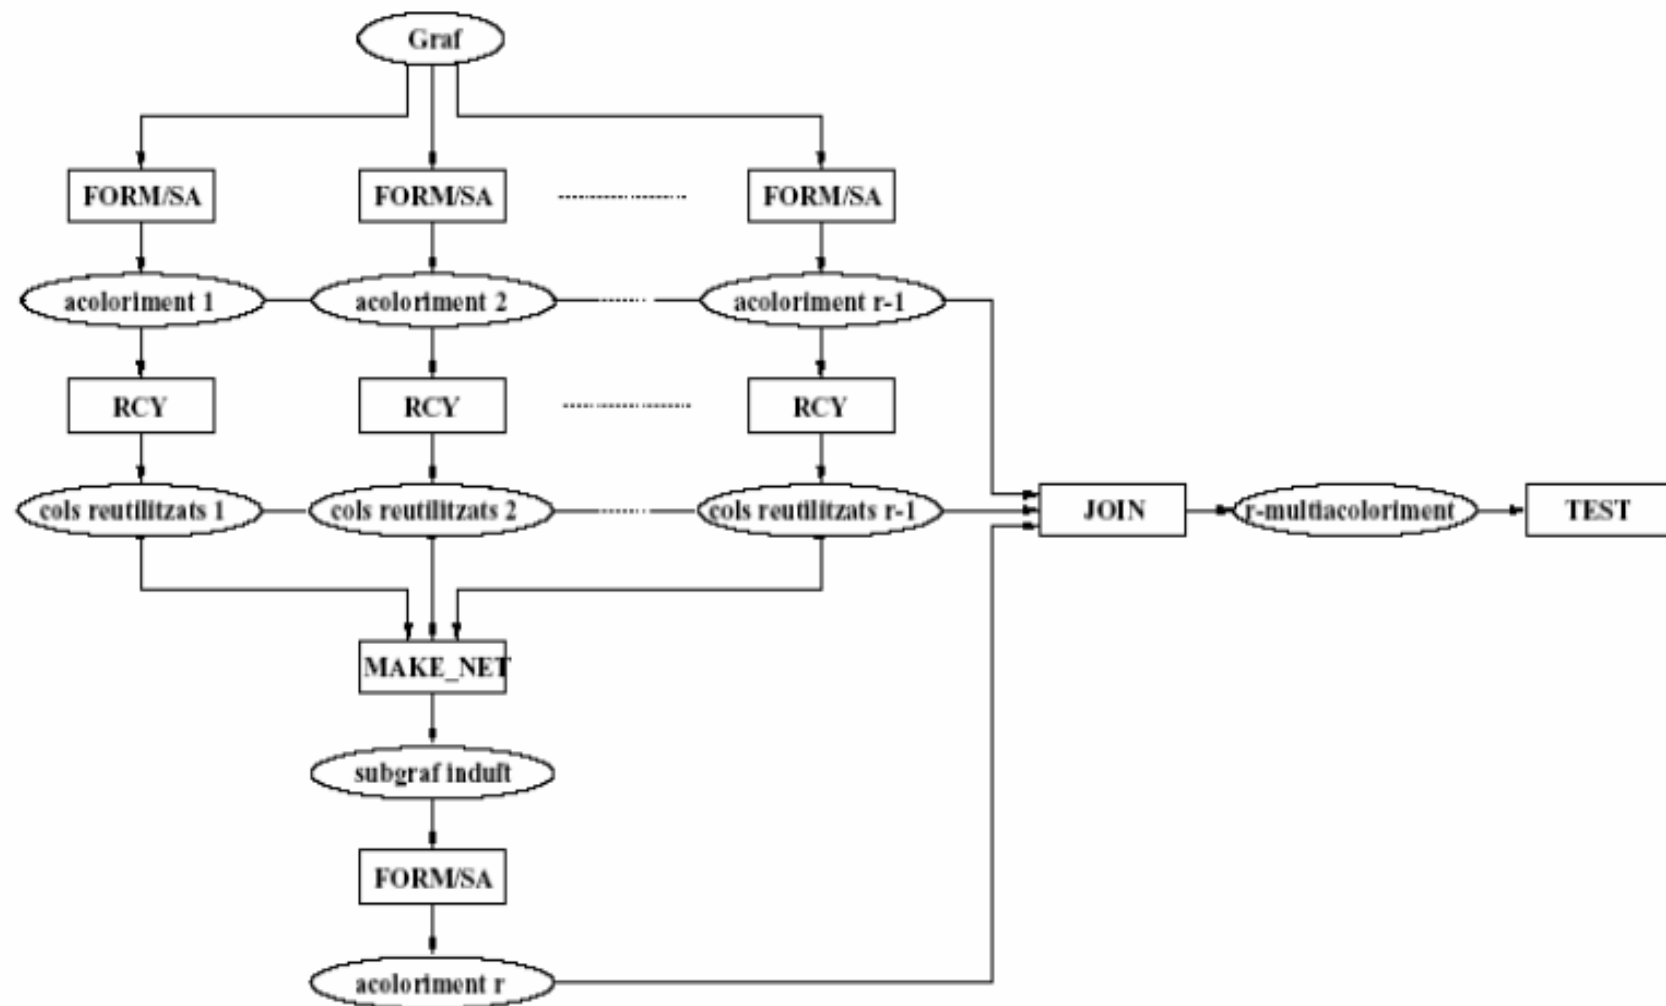 Graf
FORM/SA
FORM/SA
FORM/SA
acoloriment 1
acoloriment 2
acoloriment r-1
RCY
RCY
RCY
cols reutilitzats 1
cols reutilitzats 2
cols reutilitzats r-1
JOIN
r-multiacoloriment
TEST
MAKE_NET
subgraf induït
FORM/SA
acoloriment r